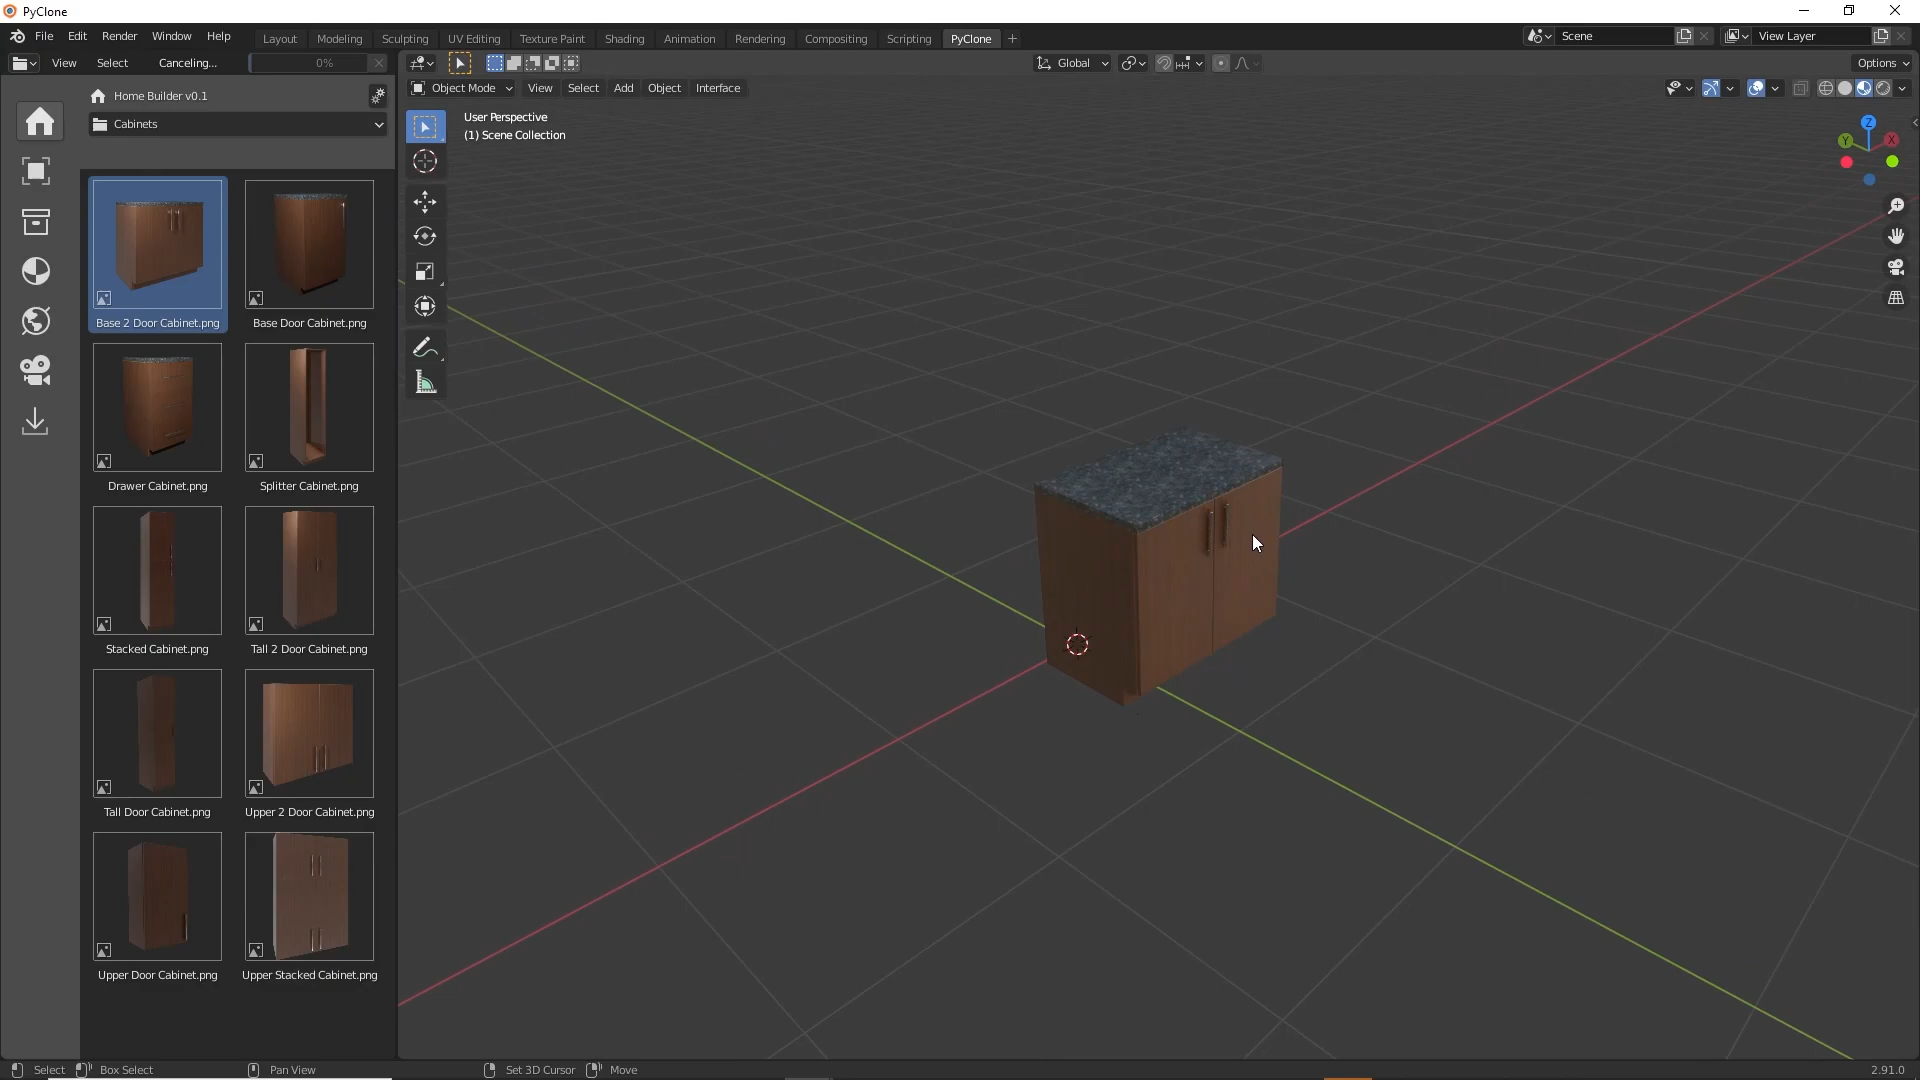 PyClone
File Edit Render Window Help
Layout Modeling Sculpting UV Editing Texture Paint Shading Animation Rendering Compositing Scripting PyClone
Scene
View Layer
View Select Canceling... 0%
Global
Options
Home Builder v0.1
Object Mode View Select Add Object Interface
Cabinets
User Perspective
(1) Scene Collection
Z
Y
X
Base 2 Door Cabinet.png
Base Door Cabinet.png
Drawer Cabinet.png
Splitter Cabinet.png
Stacked Cabinet.png
Tall 2 Door Cabinet.png
Tall Door Cabinet.png
Upper 2 Door Cabinet.png
Upper Door Cabinet.png
Upper Stacked Cabinet.png
Select Box Select Pan View Set 3D Cursor Move 2.91.0